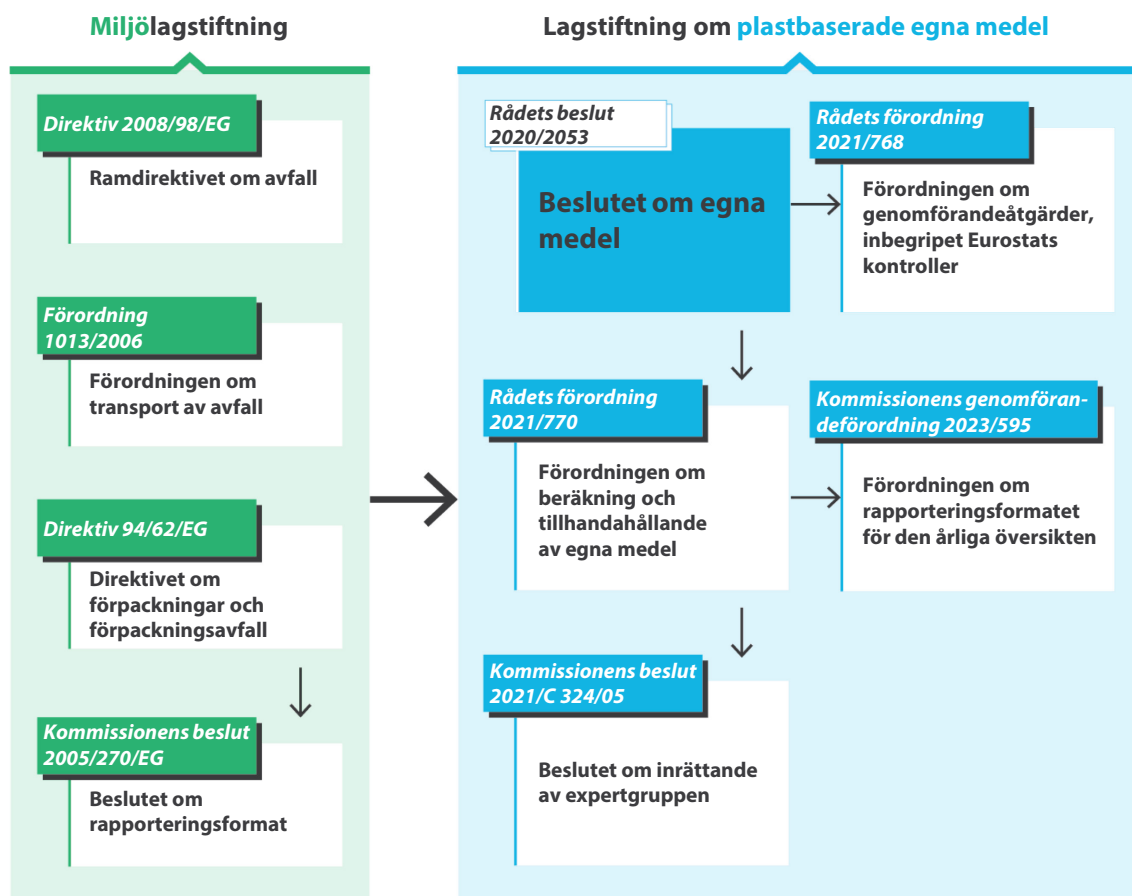 Miljölagstiftning
Direktiv 2008/98/EG
Ramdirektivet om avfall
Förordning
1013/2006
Förordningen om
transport av avfall
Direktiv 94/62/EG
Direktivet om
förpackningar och
förpackningsavfall
Kommissionens beslut
2005/270/EG
Beslutet om
rapporteringsformat
Lagstiftning om plastbaserade egna medel
Rådets beslut
2020/2053
Beslutet om egna
medel
Rådets förordning
2021/768
Förordningen om
genomförandeåtgärder,
inbegripet Eurostats
kontroller
Rådets förordning
2021/770
Förordningen om
beräkning och
tillhandahållande
av egna medel
Kommissionens genomföran-
deförordning 2023/595
Förordningen om
rapporteringsformatet
för den årliga översikten
Kommissionens beslut
2021/C 324/05
Beslutet om inrättande
av expertgruppen